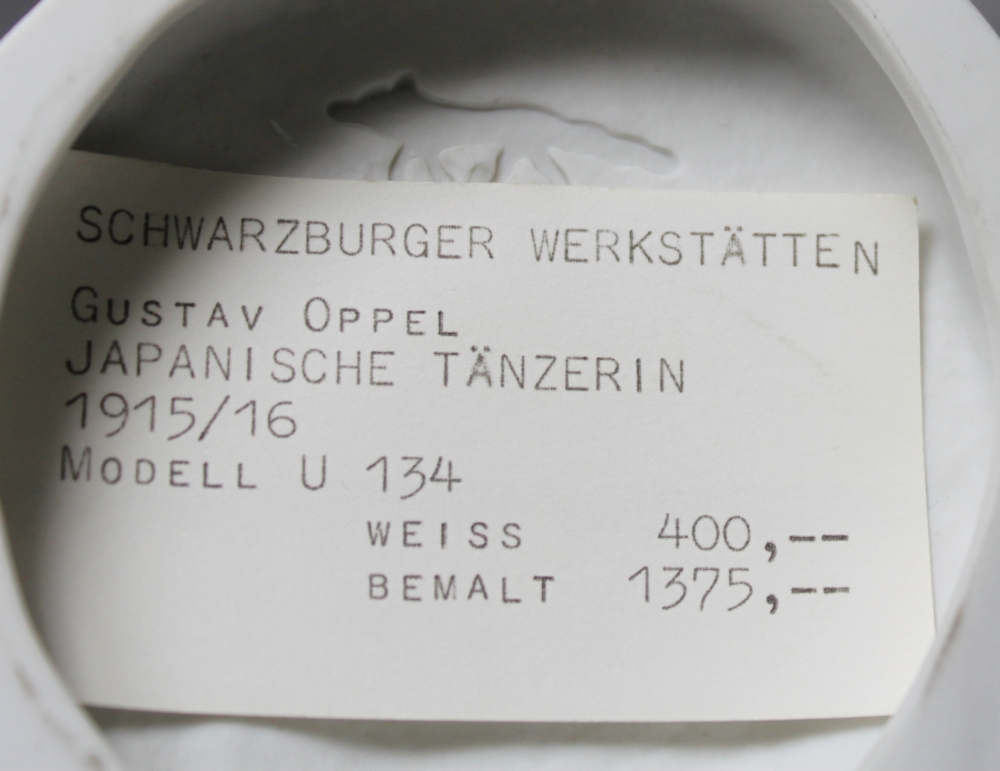 SCHWARZBURGER WERKSTÄTTEN
GUSTAV OPPEL
JAPANISCHE TÄNZERIN
1915/16
MODELL U 134
WEISS 400,--
BEMALT 1375,--